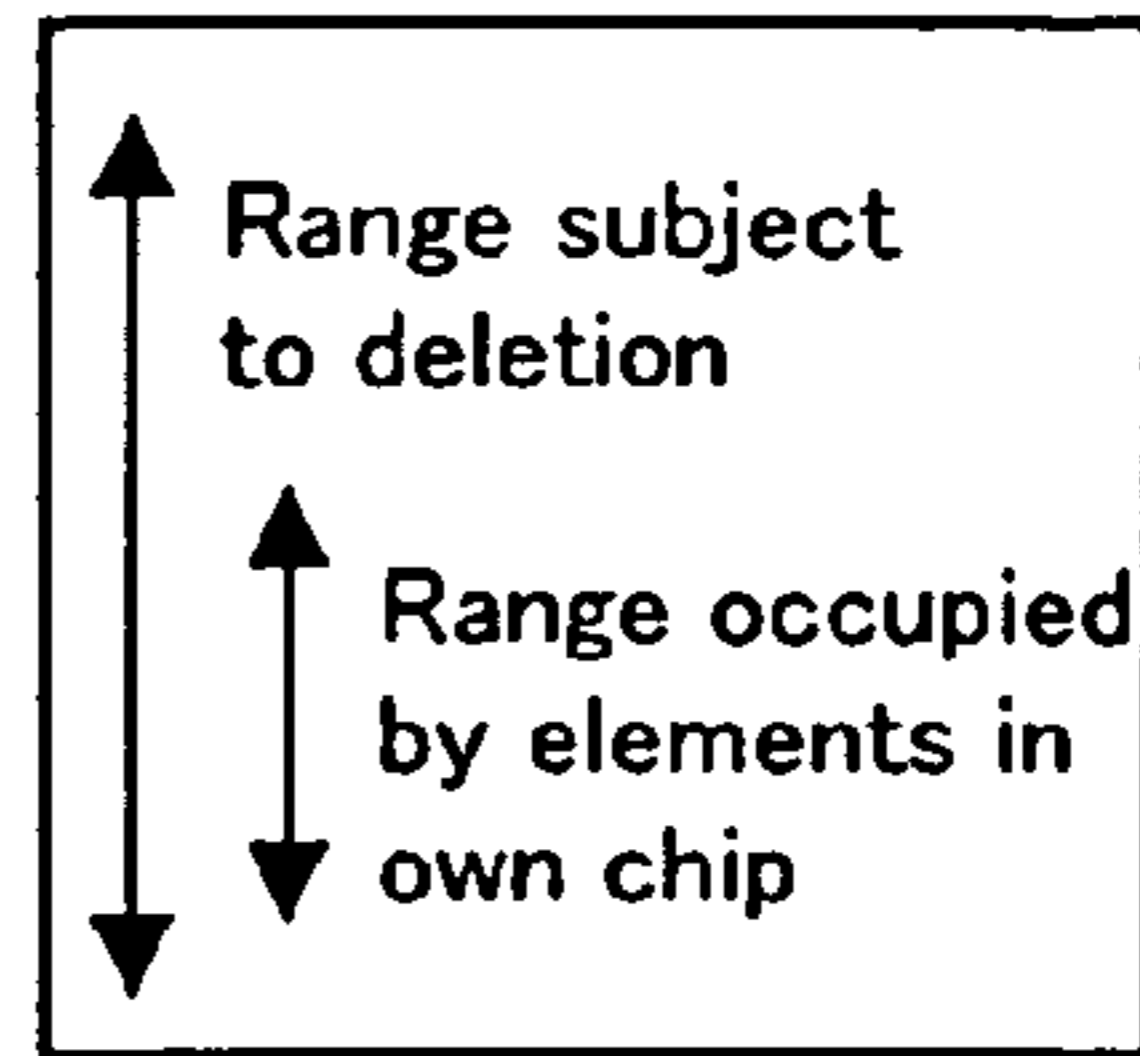 Range subject
to deletion
Range occupied
by elements in
own chip